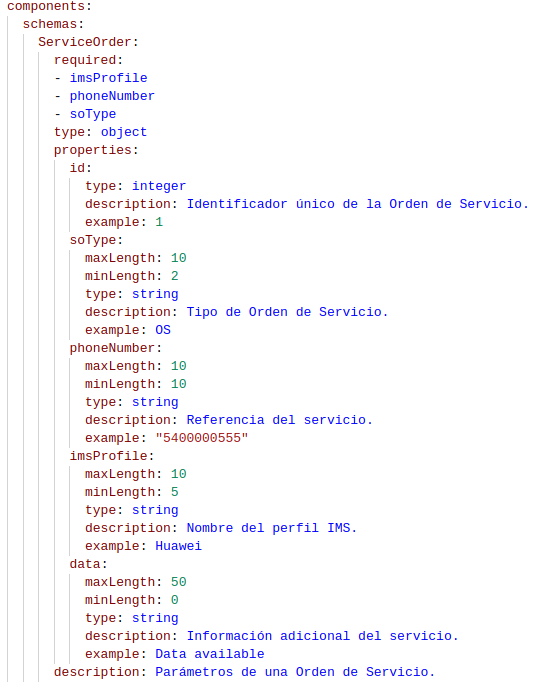 components:
schemas:
ServiceOrder:
required:
- imsProfile
- phoneNumber
- soType
type: object
properties:
id:
type: integer
description: Identificador único de la Orden de Servicio.
example: 1
soType:
maxLength: 10
minLength: 2
type: string
description: Tipo de Orden de Servicio.
example: OS
phoneNumber:
maxLength: 10
minLength: 10
type: string
description: Referencia del servicio.
example: "5400000555"
imsProfile:
maxLength: 10
minLength: 5
type: string
description: Nombre del perfil IMS.
example: Huawei
data:
maxLength: 50
minLength: 0
type: string
description: Información adicional del servicio.
example: Data available
description: Parámetros de una Orden de Servicio.